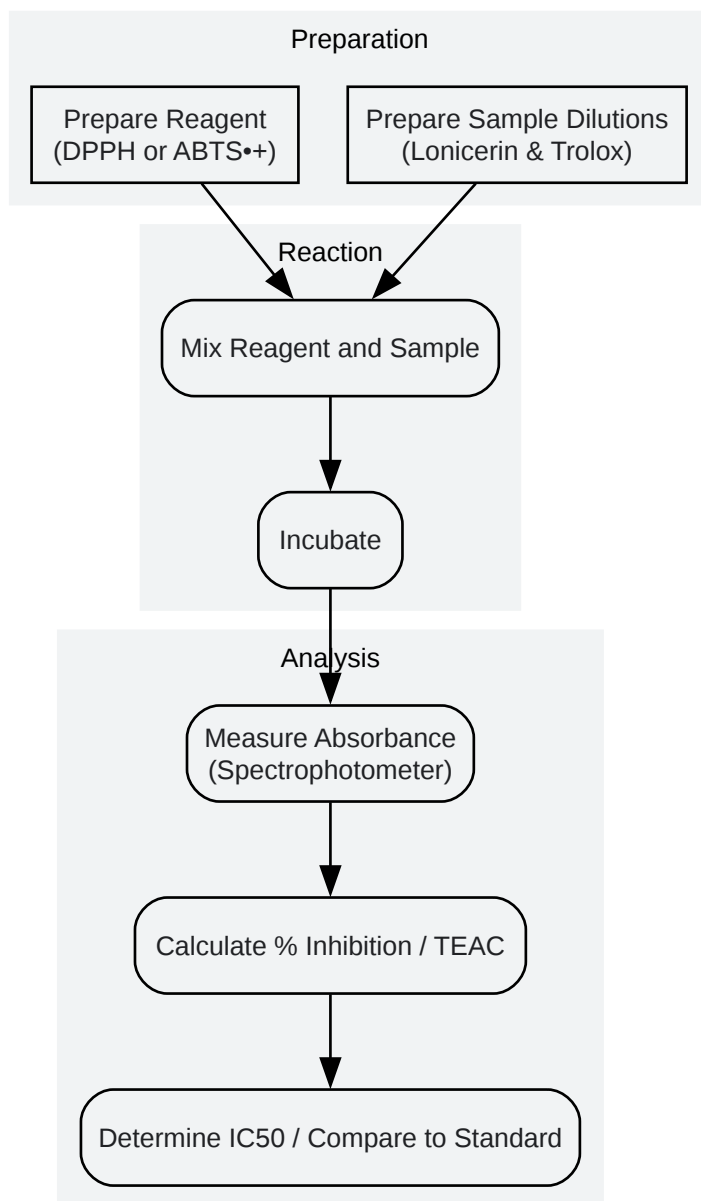 Preparation
Prepare Reagent
(DPPH or ABTS•+)
Prepare Sample Dilutions
(Lonicerin & Trolox)
Reaction
Mix Reagent and Sample
Incubate
Analysis
Measure Absorbance
(Spectrophotometer)
Calculate % Inhibition / TEAC
Determine IC50 / Compare to Standard